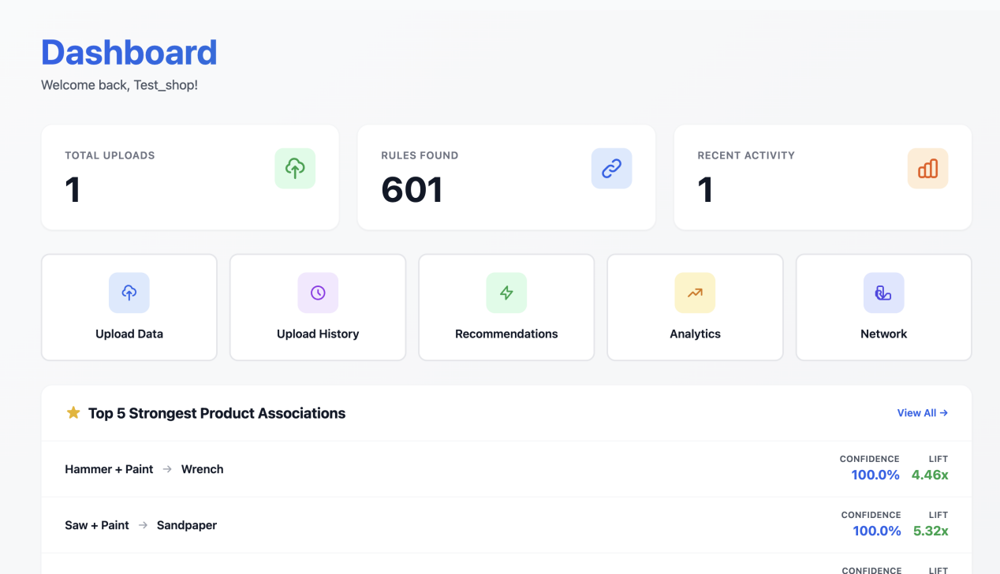 Dashboard
Welcome back, Test_shop!
TOTAL UPLOADS
1
RULES FOUND
601
RECENT ACTIVITY
1
Upload Data
Upload History
Recommendations
Analytics
Network
Top 5 Strongest Product Associations
View All →
Hammer + Paint → Wrench
CONFIDENCE LIFT
100.0% 4.46x
Saw + Paint → Sandpaper
CONFIDENCE LIFT
100.0% 5.32x
CONFIDENCE LIFT